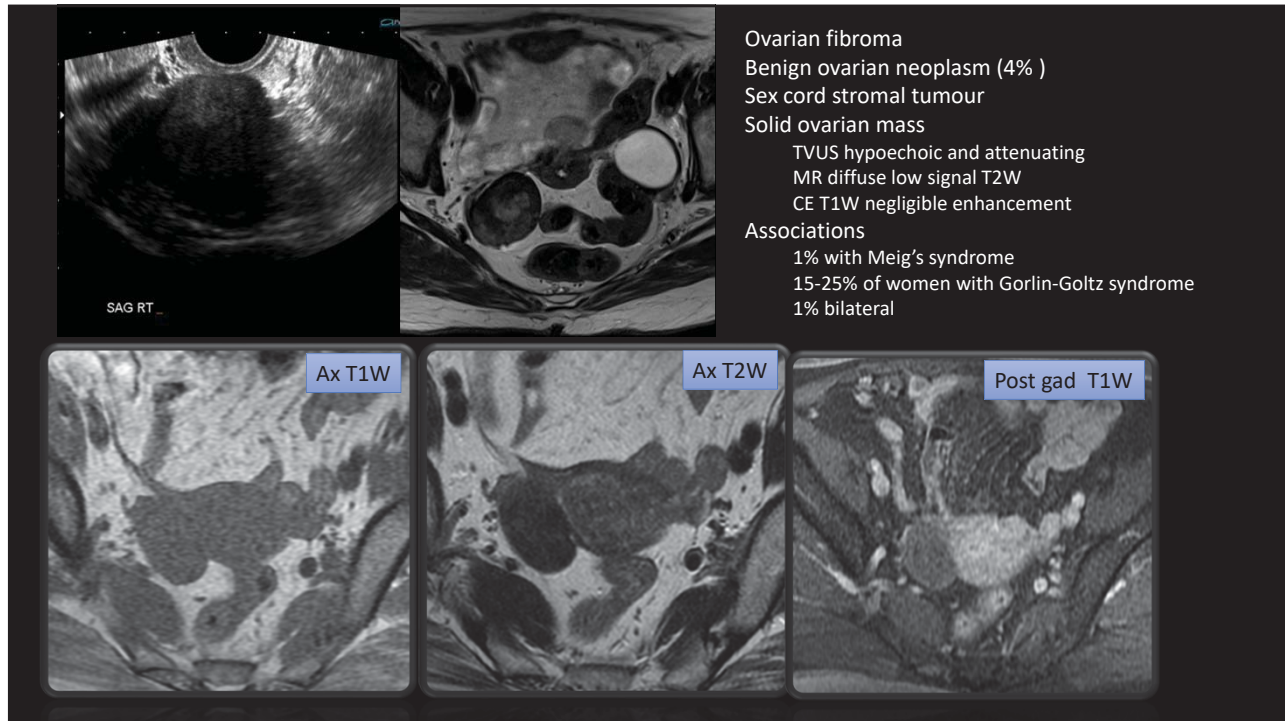 Ovarian fibroma
Benign ovarian neoplasm (4% )
Sex cord stromal tumour
Solid ovarian mass
TVUS hypoechoic and attenuating
MR diffuse low signal T2W
CE T1W negligible enhancement
Associations
1% with Meig’s syndrome
15-25% of women with Gorlin-Goltz syndrome
1% bilateral
SAG RT _
Ax T1W
Ax T2W
Post gad T1W